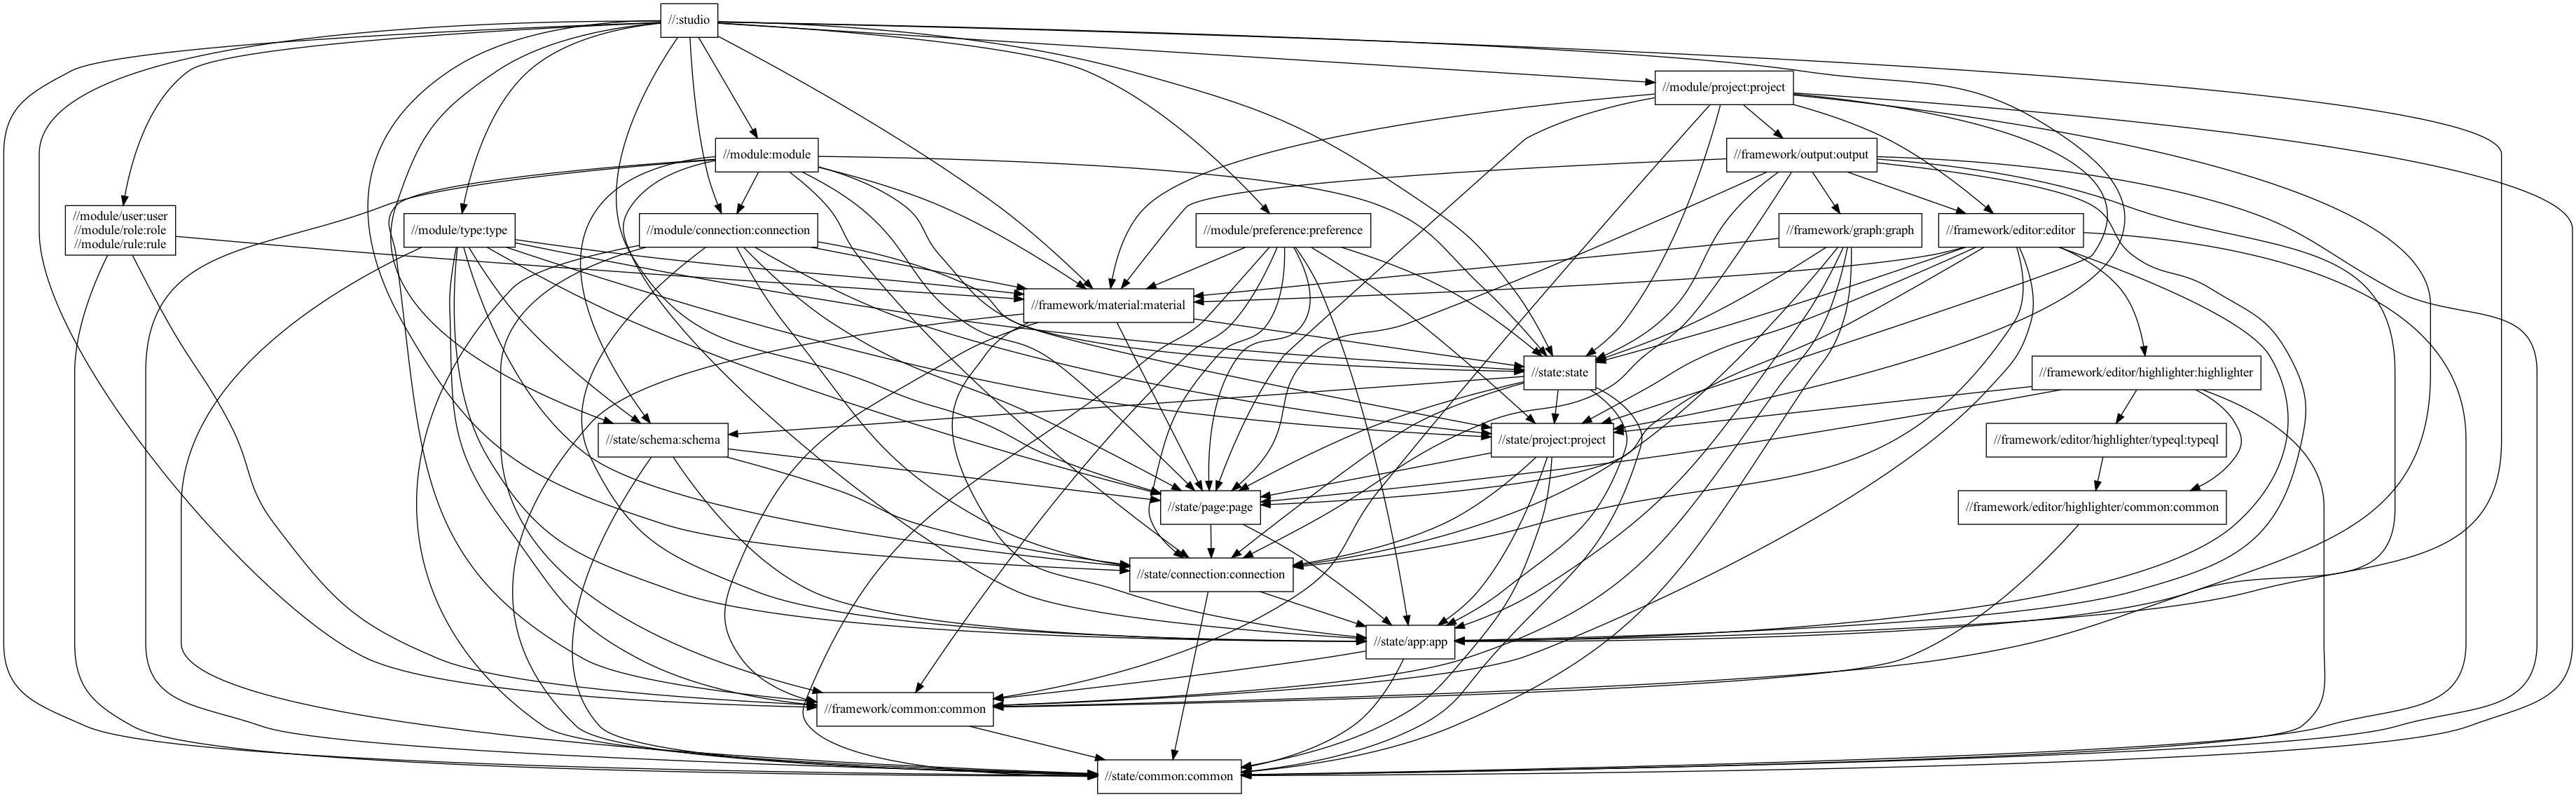 //:studio
//module/project:project
//module:module
//framework/output:output
//module/user:user
//module/role:role
//module/rule:rule
//module/type:type
//module/connection:connection
//module/preference:preference
//framework/graph:graph
//framework/editor:editor
//framework/material:material
//state:state
//framework/editor/highlighter:highlighter
//state/schema:schema
//state/project:project
//framework/editor/highlighter/typeql:typeql
//state/page:page
//framework/editor/highlighter/common:common
//state/connection:connection
//state/app:app
//framework/common:common
//state/common:common